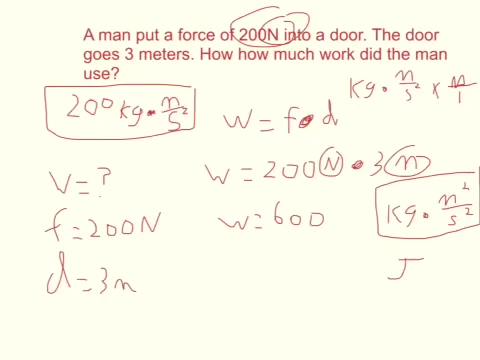 A man put a force of 200N into a door. The door
goes 3 meters. How how much work did the man
use?
kg · m/s² × m/1
200 kg · m/s²
w = f · d
w = 200 N · 3 m
v = ?
f = 200N
w = 600
kg · m²/s²
d = 3m
J